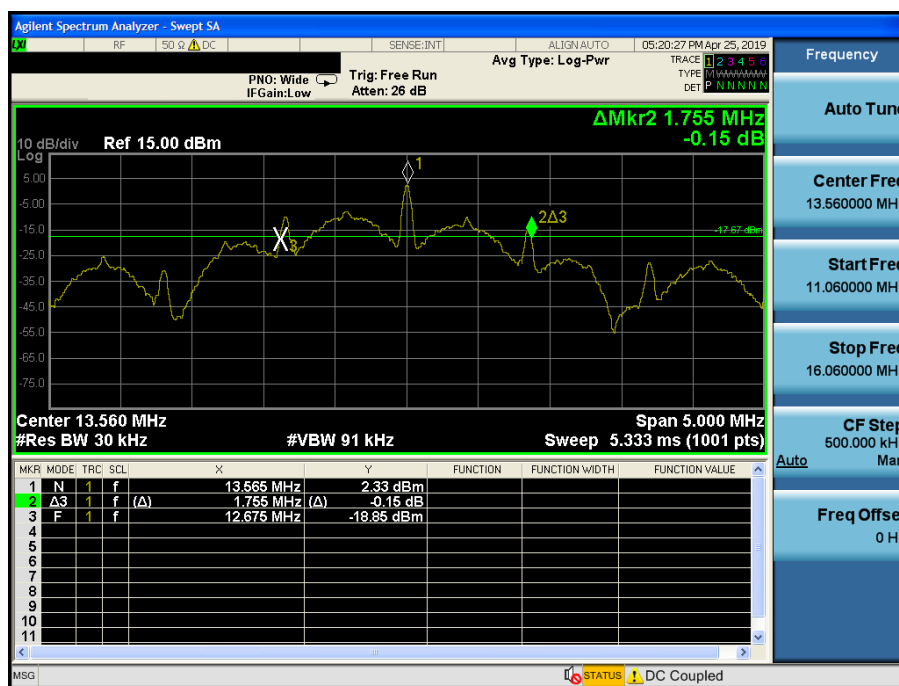 Agilent Spectrum Analyzer - Swept SA
LXI RF 50 Ω DC SENSE:INT ALIGN AUTO 05:20:27 PM Apr 25, 2019
PNO: Wide Trig: Free Run Avg Type: Log-Pwr TRACE 1 2 3 4 5 6
IFGain:Low Atten: 26 dB TYPE MWWWWW
DET P N N N N N
ΔMkr2 1.755 MHz
-0.15 dB
10 dB/div Ref 15.00 dBm
Log
5.00
-5.00
-15.0
-25.0
-35.0
-45.0
-55.0
-65.0
-75.0
1
2Δ3
3
-17.67 dBm
Center 13.560 MHz Span 5.000 MHz
#Res BW 30 kHz #VBW 91 kHz Sweep 5.333 ms (1001 pts)
MKR MODE TRC SCL X Y FUNCTION FUNCTION WIDTH FUNCTION VALUE
1 N 1 f 13.565 MHz 2.33 dBm
2 Δ3 1 f (Δ) 1.755 MHz (Δ) -0.15 dB
3 F 1 f 12.675 MHz -18.85 dBm
4
5
6
7
8
9
10
11
MSG STATUS DC Coupled
Frequency
Auto Tune
Center Freq
13.560000 MH
Start Freq
11.060000 MH
Stop Freq
16.060000 MH
CF Step
500.000 kH
Auto Man
Freq Offse
0 H